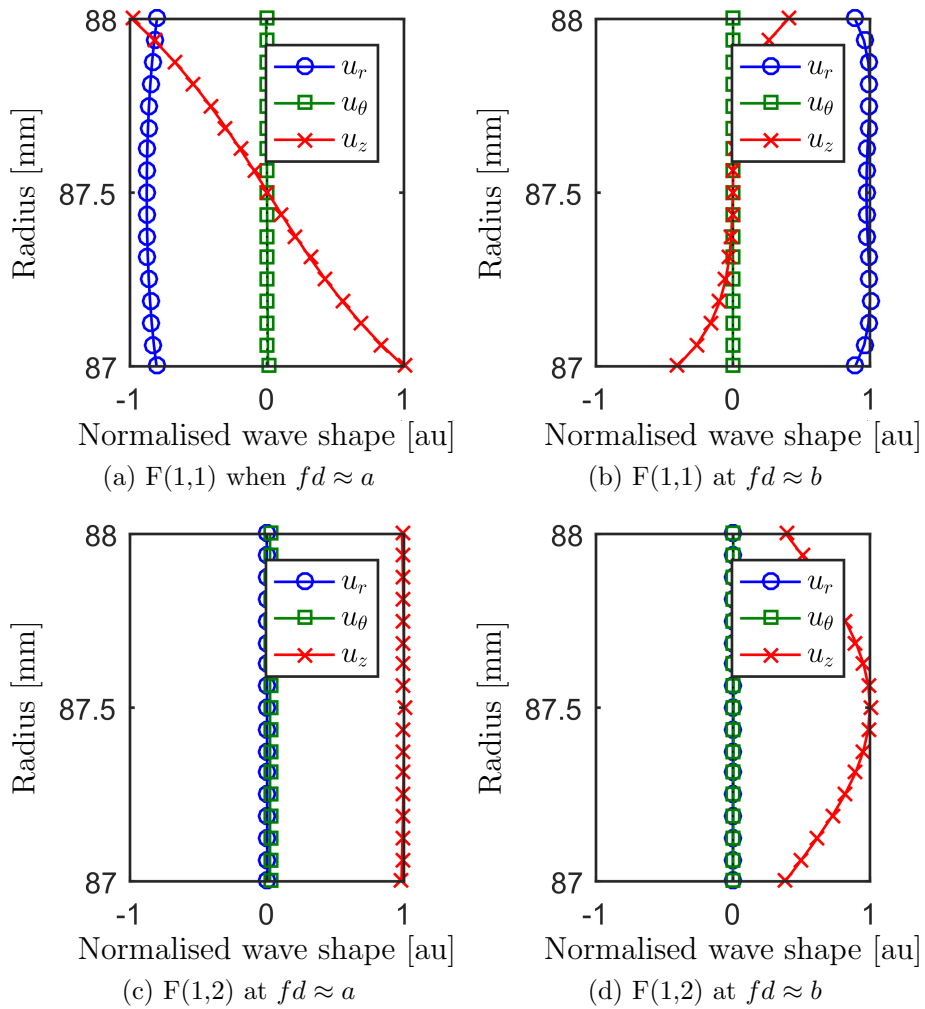 88
87.5
87
Radius [mm]
u_r
u_θ
u_z
-1 0 1
Normalised wave shape [au]
(a) F(1,1) when fd ≈ a
88
87.5
87
Radius [mm]
u_r
u_θ
u_z
-1 0 1
Normalised wave shape [au]
(b) F(1,1) at fd ≈ b
88
87.5
87
Radius [mm]
u_r
u_θ
u_z
-1 0 1
Normalised wave shape [au]
(c) F(1,2) at fd ≈ a
88
87.5
87
Radius [mm]
u_r
u_θ
u_z
-1 0 1
Normalised wave shape [au]
(d) F(1,2) at fd ≈ b